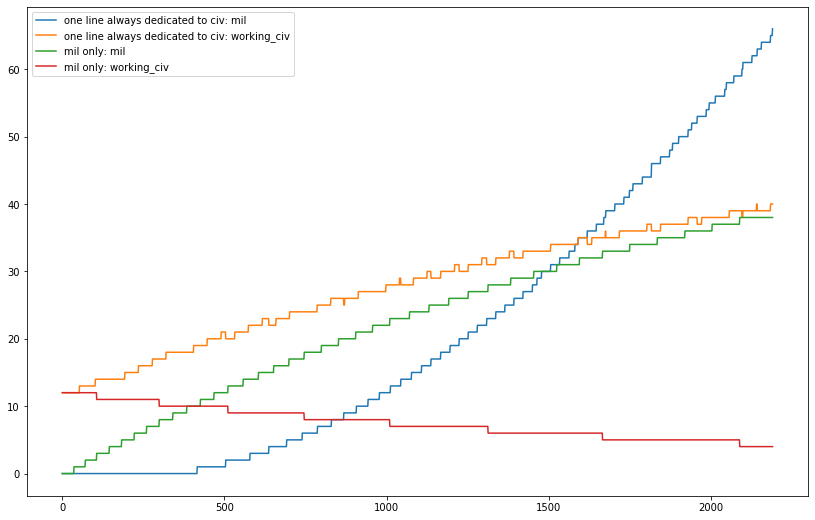 one line always dedicated to civ: mil
one line always dedicated to civ: working_civ
mil only: mil
mil only: working_civ
60
50
40
30
20
10
0
0 500 1000 1500 2000